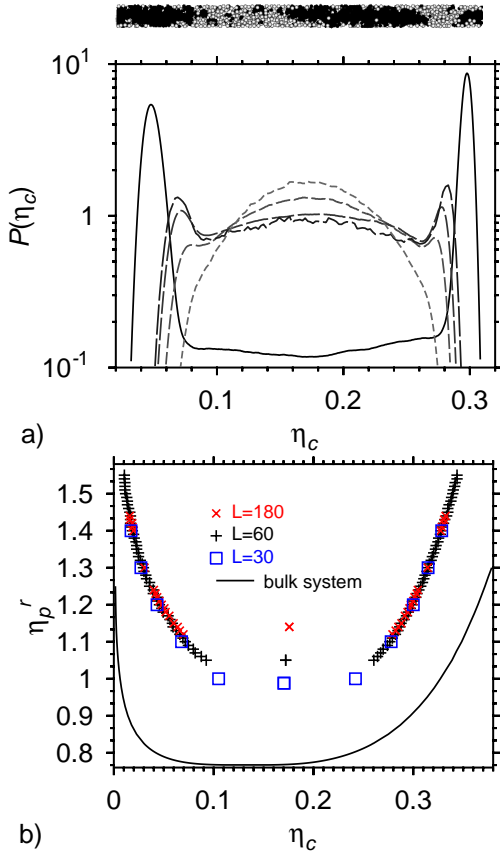 10¹
P(η_c)
1
10⁻¹
0.1 0.2 0.3
a) η_c
1.5
1.4
1.3
1.2
1.1
1
0.9
0.8
η_p^r
× L=180
+ L=60
□ L=30
bulk system
0 0.1 0.2 0.3
b) η_c